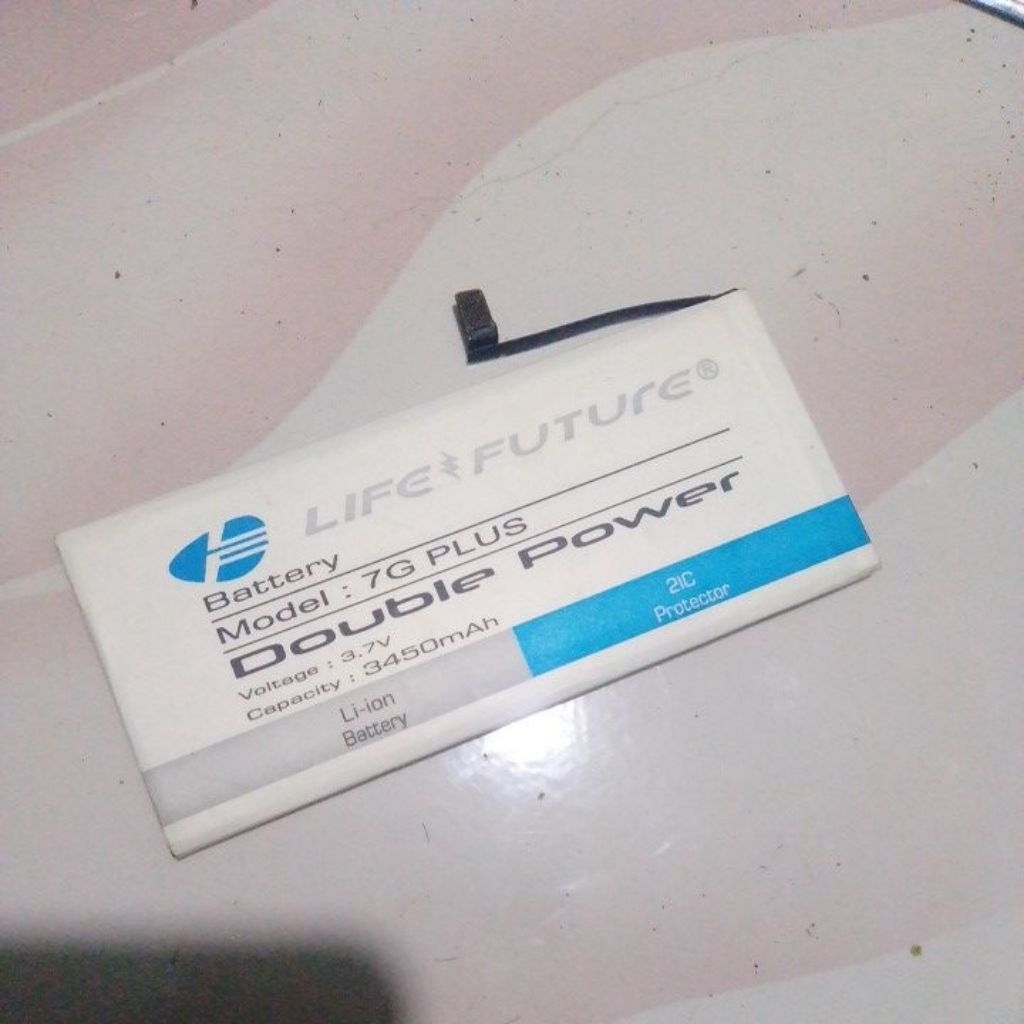 LIFE FUTURE®
Battery
Model : 7G PLUS
Double Power
Voltage : 3.7V
Capacity : 3450mAh
Li-ion
Battery
2IC
Protector